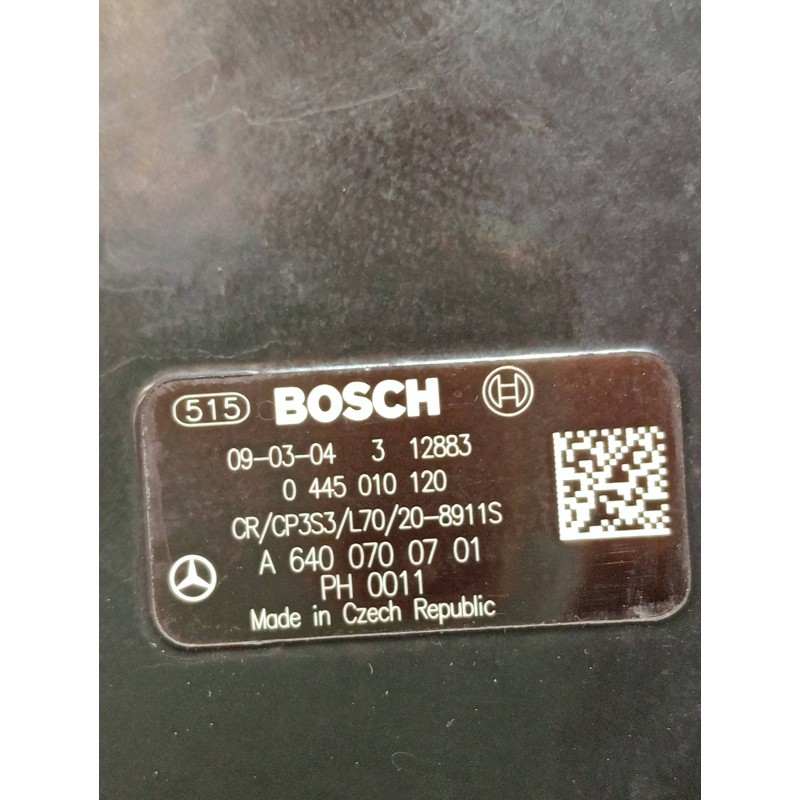 515 BOSCH
09-03-04 3 12883
0 445 010 120
CR/CP3S3/L70/20-8911S
A 640 070 07 01
PH 0011
Made in Czech Republic